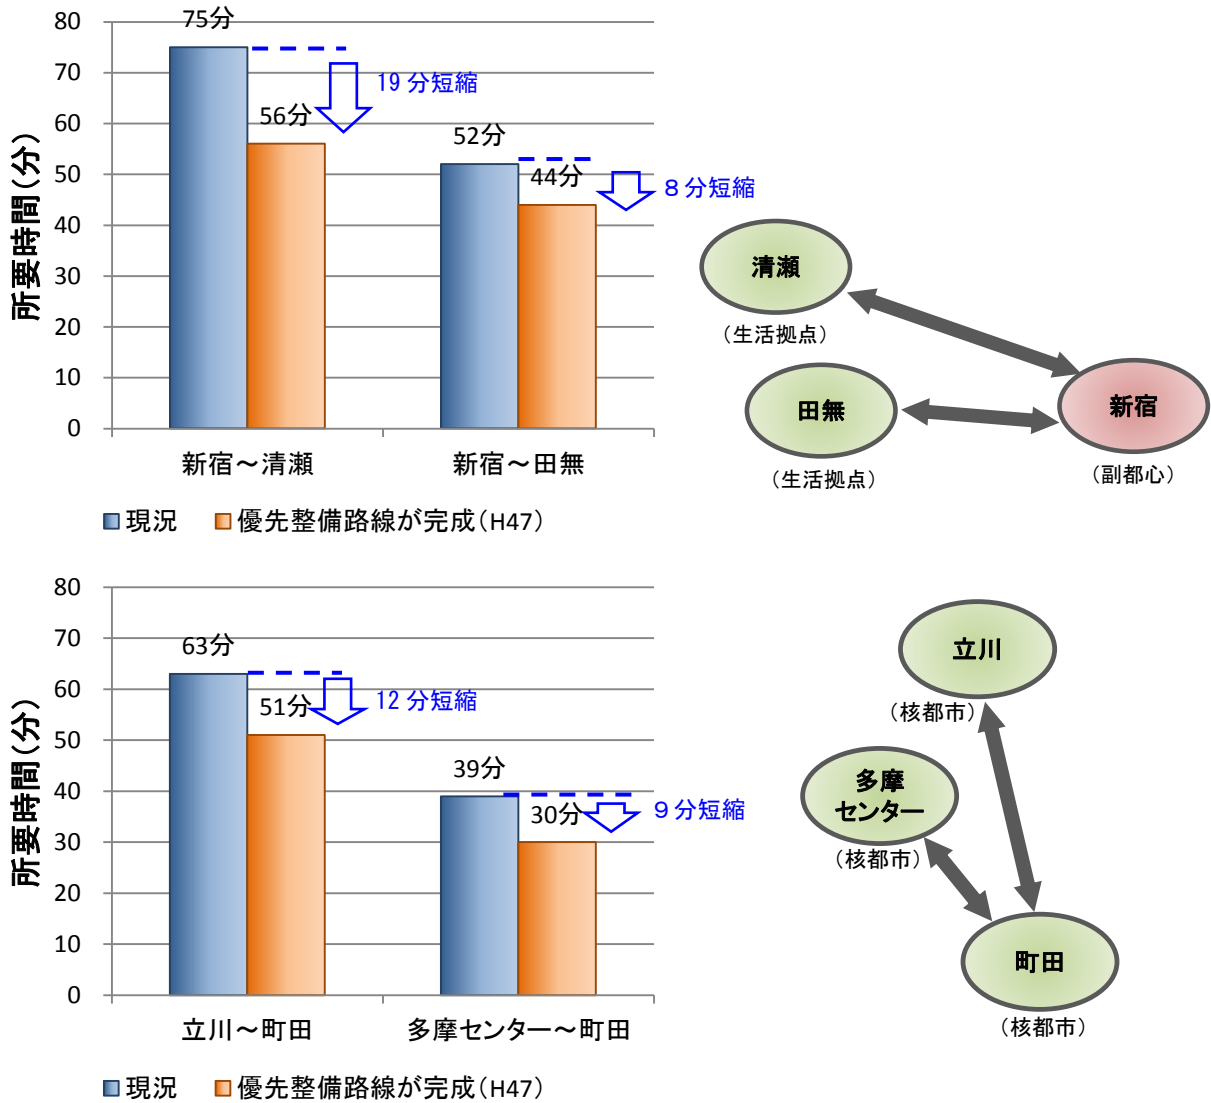 所要時間(分)
80
70
60
50
40
30
20
10
0
75分
56分
19 分短縮
52分
44分
８分短縮
新宿～清瀬
新宿～田無
現況
優先整備路線が完成(H47)
清瀬
（生活拠点）
田無
（生活拠点）
新宿
（副都心）
所要時間(分)
80
70
60
50
40
30
20
10
0
63分
51分
12 分短縮
39分
30分
９分短縮
立川～町田
多摩センター～町田
現況
優先整備路線が完成(H47)
立川
（核都市）
多摩
センター
（核都市）
町田
（核都市）